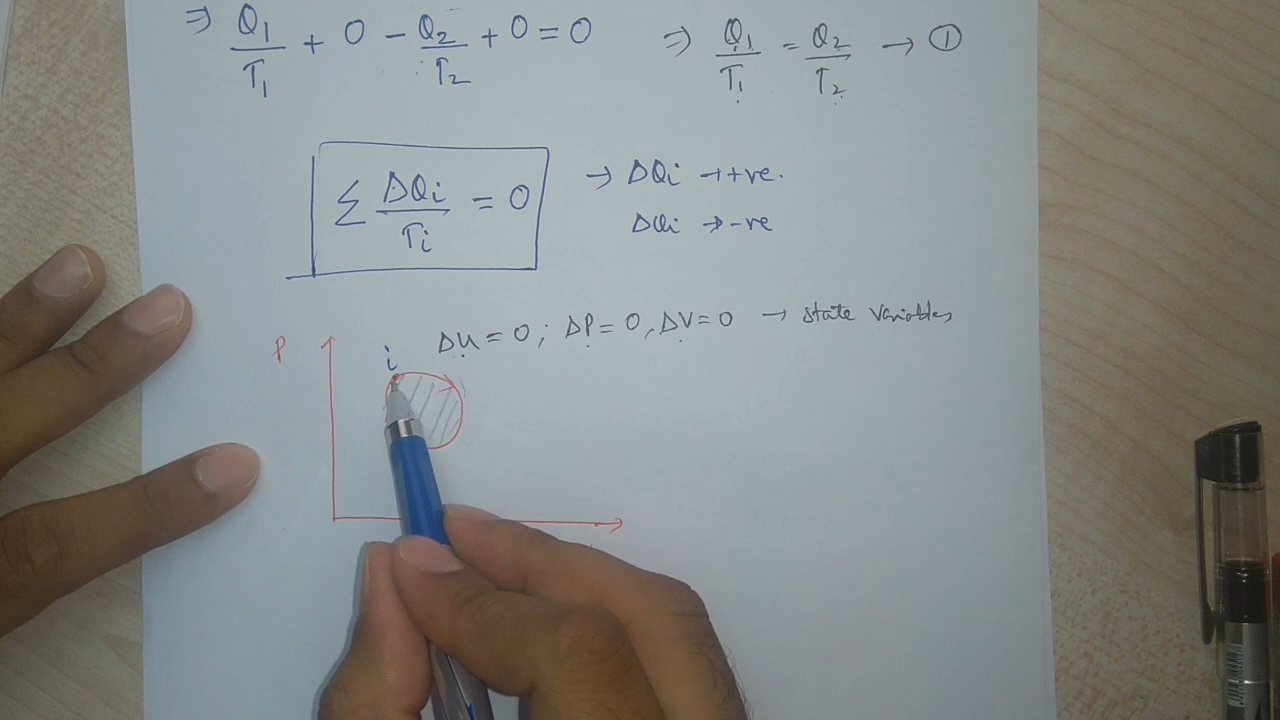 ⇒ Q₁/T₁ + 0 − Q₂/T₂ + 0 = 0 ⇒ Q₁/T₁ = Q₂/T₂ → ①
Σ ΔQi/Ti = 0 → ΔQi → +ve.
ΔQi → -ve
ΔU = 0 ; ΔP = 0, ΔV = 0 → state variables
P
i